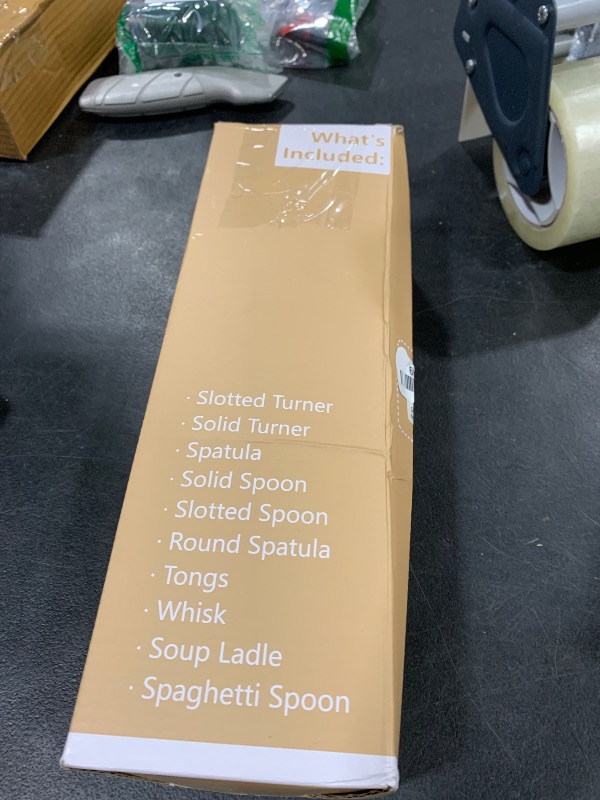 What's
Included:
· Slotted Turner
· Solid Turner
· Spatula
· Solid Spoon
· Slotted Spoon
· Round Spatula
· Tongs
· Whisk
· Soup Ladle
· Spaghetti Spoon